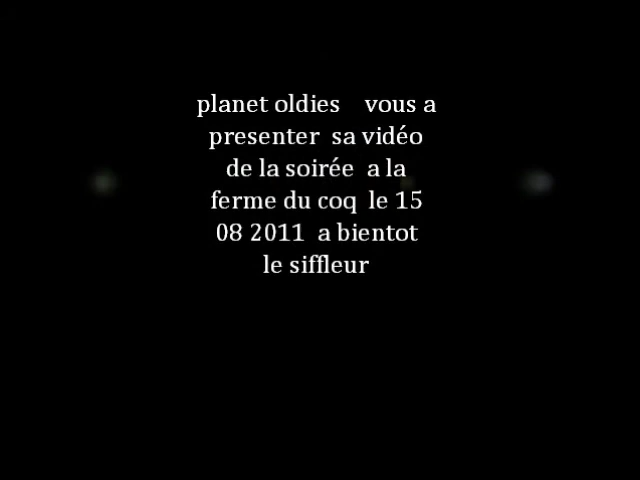 planet oldies vous a
presenter sa vidéo
de la soirée a la
ferme du coq le 15
08 2011 a bientot
le siffleur